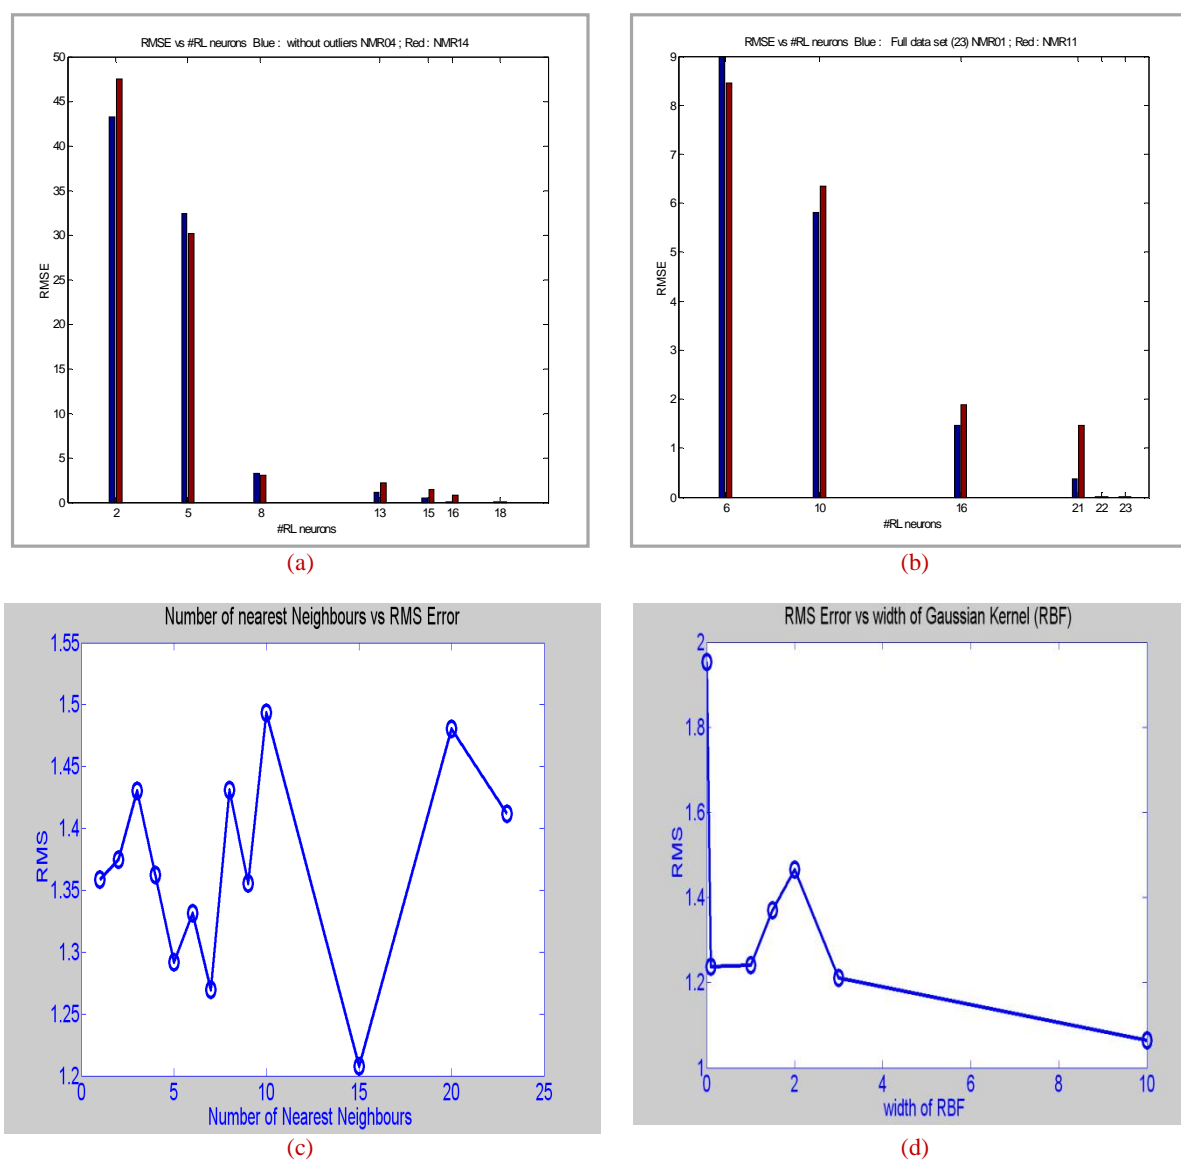 RMSE vs #RL neurons Blue : without outliers NMR04 ; Red : NMR14
50
45
40
35
30
25
20
15
10
5
0
RMSE
2 5 8 13 15 16 18
#RL neurons
(a)
RMSE vs #RL neurons Blue : Full data set (23) NMR01 ; Red : NMR11
9
8
7
6
5
4
3
2
1
0
RMSE
6 10 16 21 22 23
#RL neurons
(b)
Number of nearest Neighbours vs RMS Error
1.55
1.5
1.45
1.4
1.35
1.3
1.25
1.2
RMS
0 5 10 15 20 25
Number of Nearest Neighbours
(c)
RMS Error vs width of Gaussian Kernel (RBF)
2
1.8
1.6
1.4
1.2
1
RMS
0 2 4 6 8 10
width of RBF
(d)